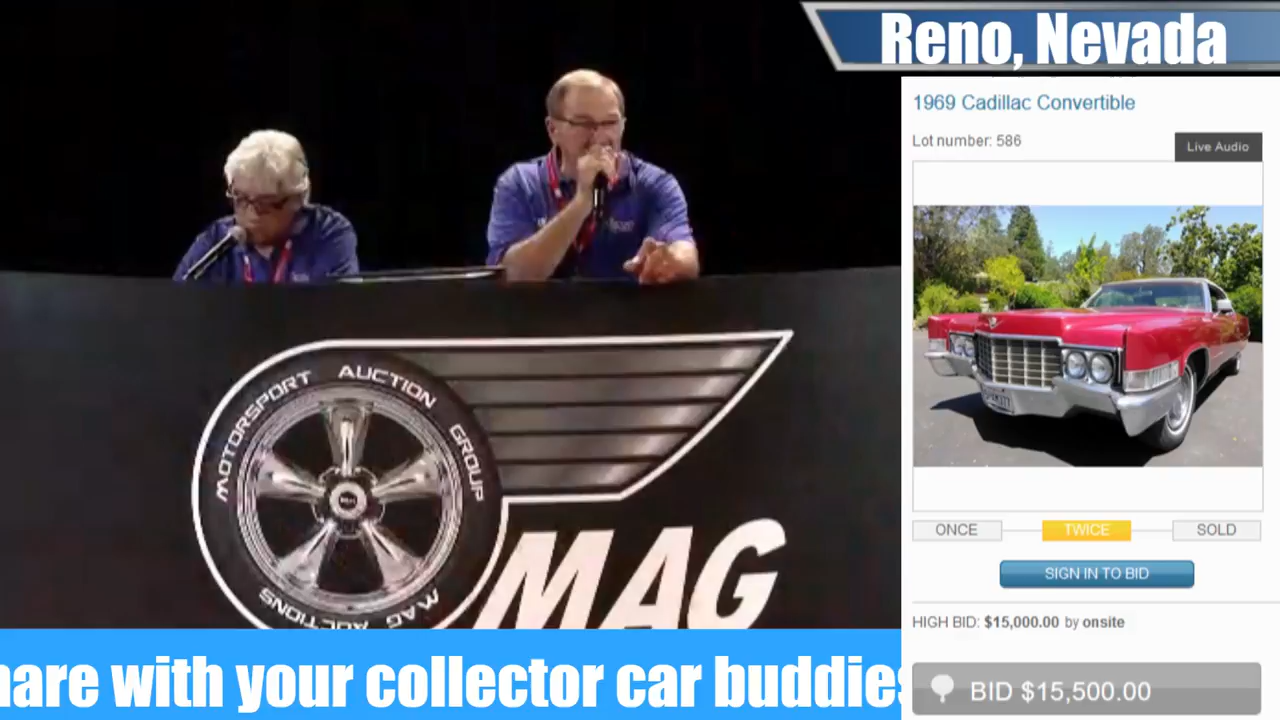 Reno, Nevada
1969 Cadillac Convertible
Lot number: 586
Live Audio
MOTORSPORT AUCTION GROUP
MAG AUCTIONS
MAG
ONCE
TWICE
SOLD
SIGN IN TO BID
HIGH BID: $15,000.00 by onsite
BID $15,500.00
hare with your collector car buddies